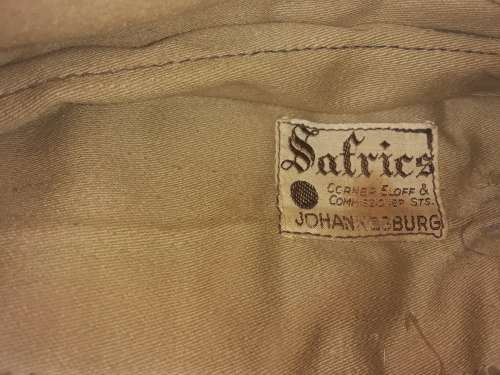 Safrics
CORNER ELOFF &
COMMISSIONER STS.
JOHANNESBURG